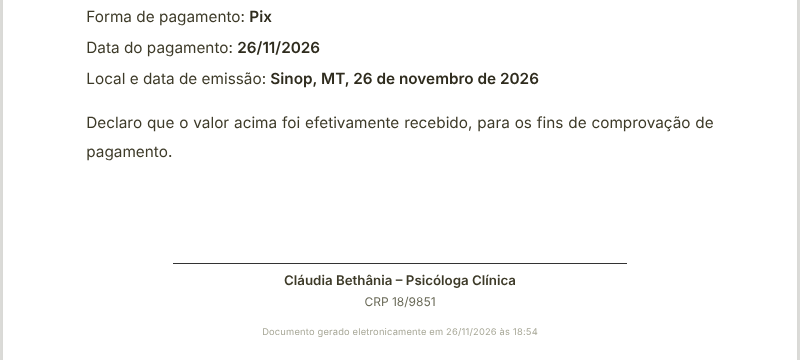 Forma de pagamento: Pix
Data do pagamento: 26/11/2026
Local e data de emissão: Sinop, MT, 26 de novembro de 2026
Declaro que o valor acima foi efetivamente recebido, para os fins de comprovação de
pagamento.
Cláudia Bethânia – Psicóloga Clínica
CRP 18/9851
Documento gerado eletronicamente em 26/11/2026 às 18:54